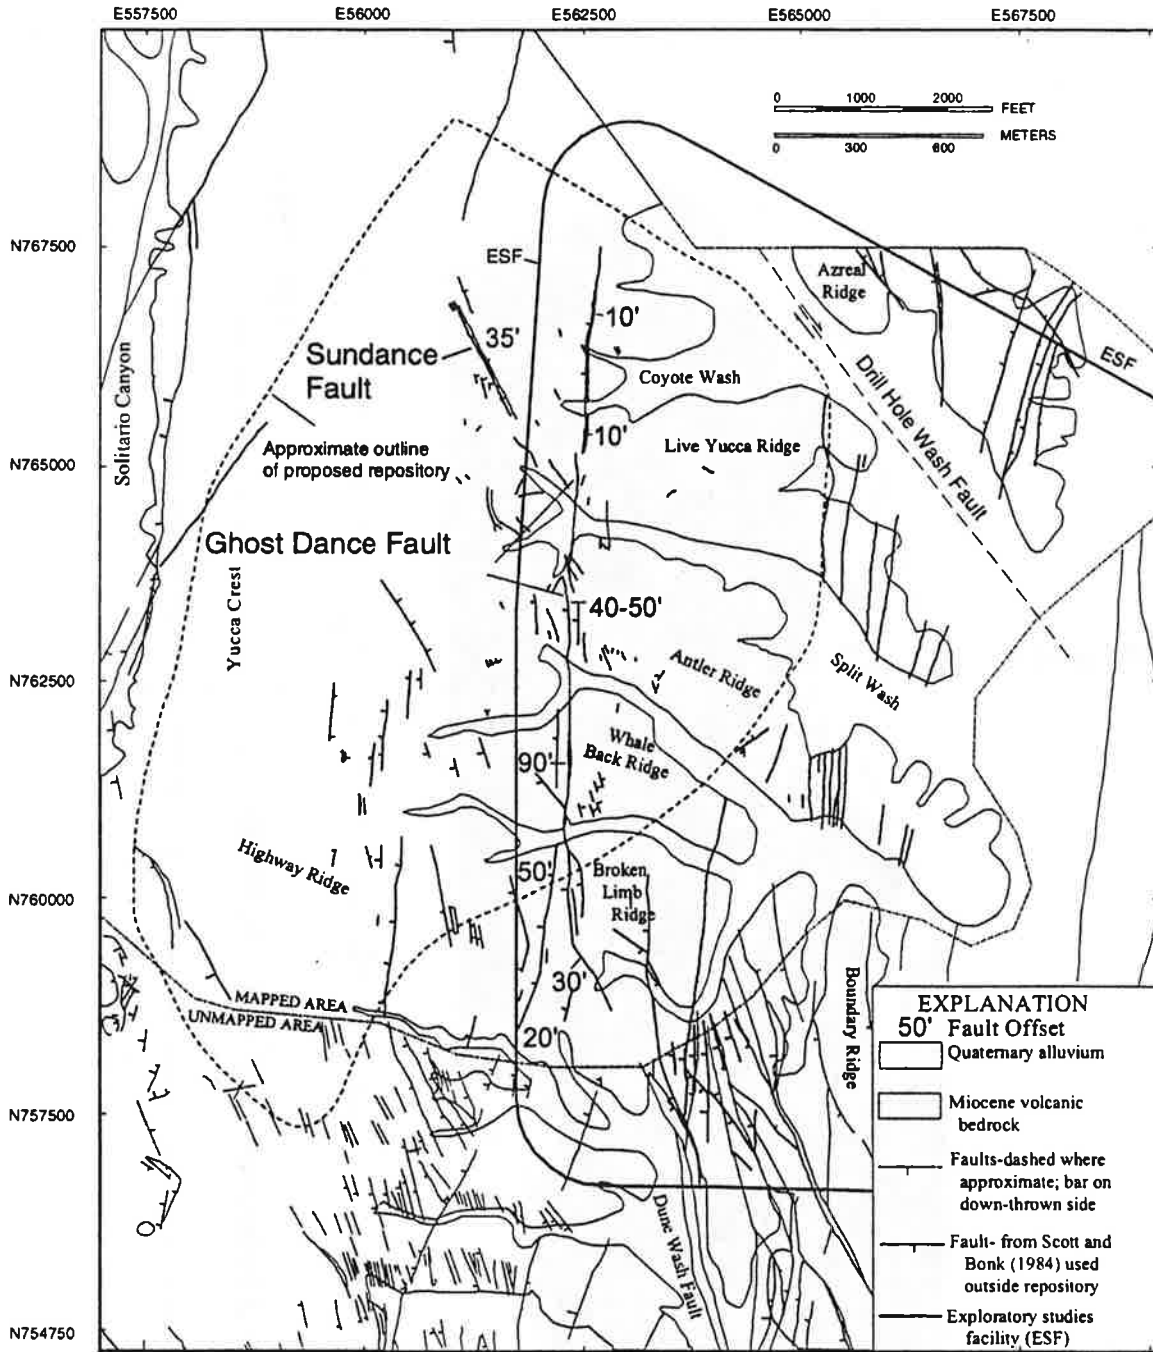 E557500 E56000 E562500 E565000 E567500
0 1000 2000 FEET
METERS
0 300 600
N767500
ESF
Azreal
Ridge
10'
35'
Sundance
Fault
ESF
Coyote Wash
Drill Hole Wash Fault
Solitario Canyon
10'
Live Yucca Ridge
Approximate outline
of proposed repository
N765000
Ghost Dance Fault
40-50'
Yucca Crest
Antler Ridge
Split Wash
N762500
Whale
Back Ridge
90'
Highway Ridge
50'
Broken
Limb
Ridge
N760000
30'
Boundary Ridge
MAPPED AREA
UNMAPPED AREA
20'
N757500
Dune Wash Fault
N754750
EXPLANATION
50' Fault Offset
Quaternary alluvium
Miocene volcanic
bedrock
Faults-dashed where
approximate; bar on
down-thrown side
Fault- from Scott and
Bonk (1984) used
outside repository
Exploratory studies
facility (ESF)